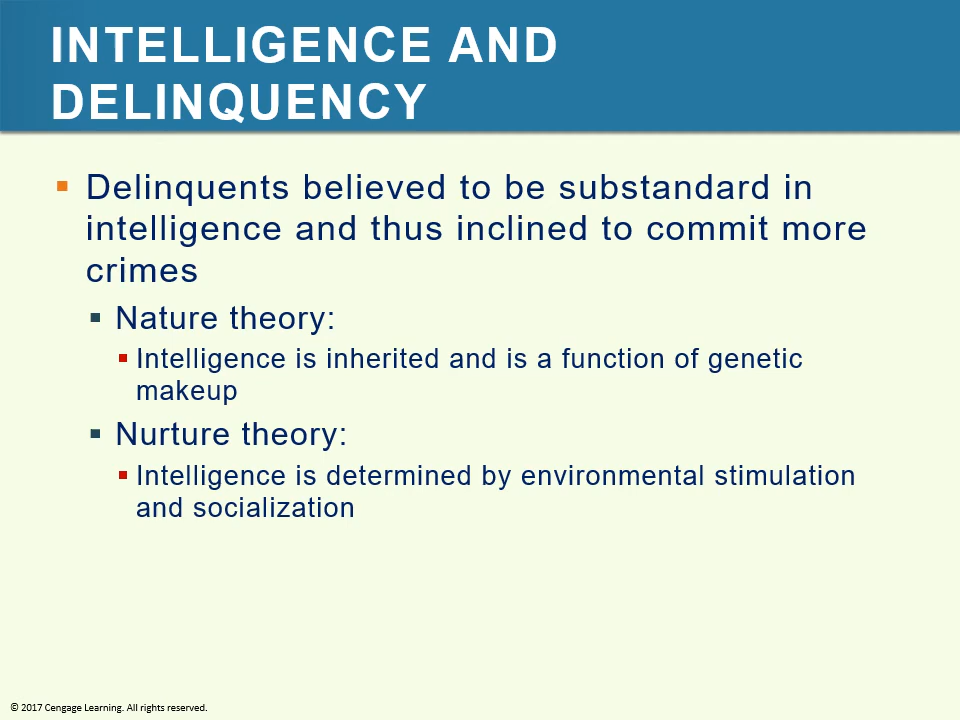 INTELLIGENCE AND
DELINQUENCY
Delinquents believed to be substandard in
intelligence and thus inclined to commit more
crimes
Nature theory:
Intelligence is inherited and is a function of genetic
makeup
Nurture theory:
Intelligence is determined by environmental stimulation
and socialization
© 2017 Cengage Learning. All rights reserved.